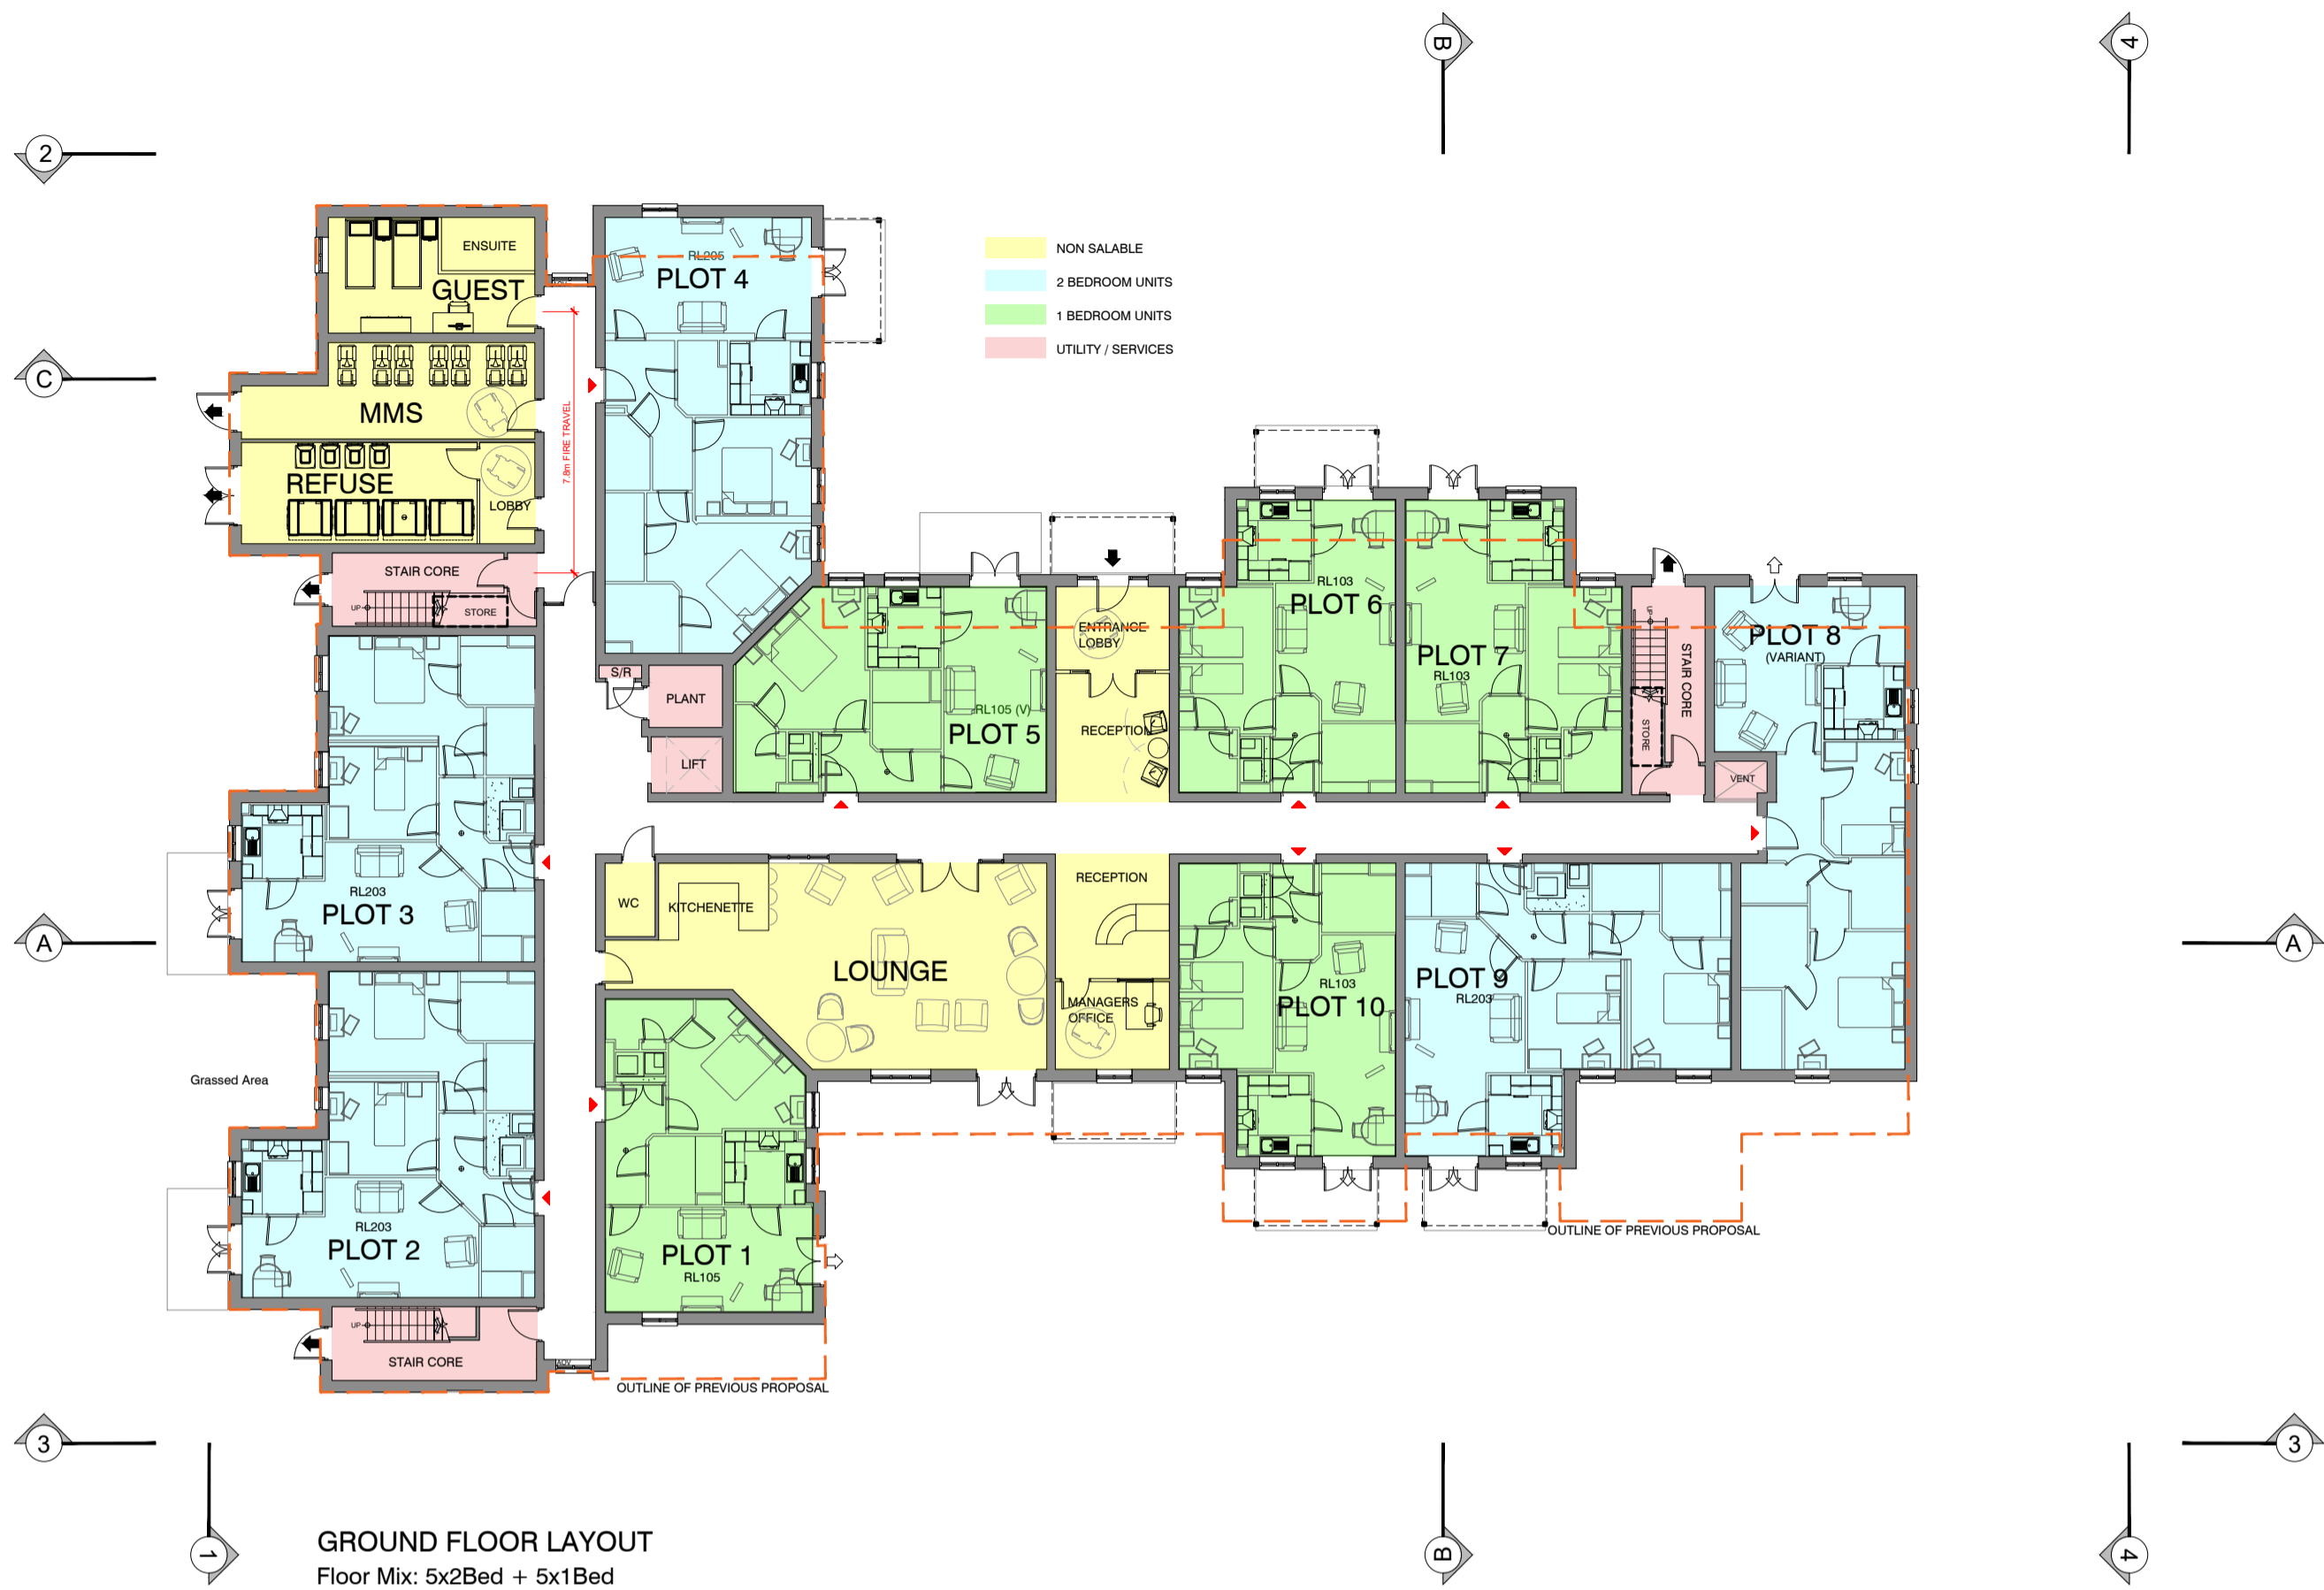 B
4
2
ENSUITE
GUEST
NON SALABLE
2 BEDROOM UNITS
1 BEDROOM UNITS
UTILITY / SERVICES
RL205
PLOT 4
C
MMS
7.8m FIRE TRAVEL
REFUSE
LOBBY
STAIR CORE
UP
STORE
S/R
PLANT
LIFT
RL105 (V)
PLOT 5
ENTRANCE
LOBBY
RECEPTION
RL103
PLOT 6
PLOT 7
RL103
UP
STAIR CORE
STORE
PLOT 8
(VARIANT)
VENT
RL203
PLOT 3
WC
KITCHENETTE
LOUNGE
RECEPTION
MANAGERS
OFFICE
RL103
PLOT 10
PLOT 9
RL203
A
A
Grassed Area
RL203
PLOT 2
PLOT 1
RL105
OUTLINE OF PREVIOUS PROPOSAL
UP
STAIR CORE
AOV
OUTLINE OF PREVIOUS PROPOSAL
3
3
1
B
4
GROUND FLOOR LAYOUT
Floor Mix: 5x2Bed + 5x1Bed